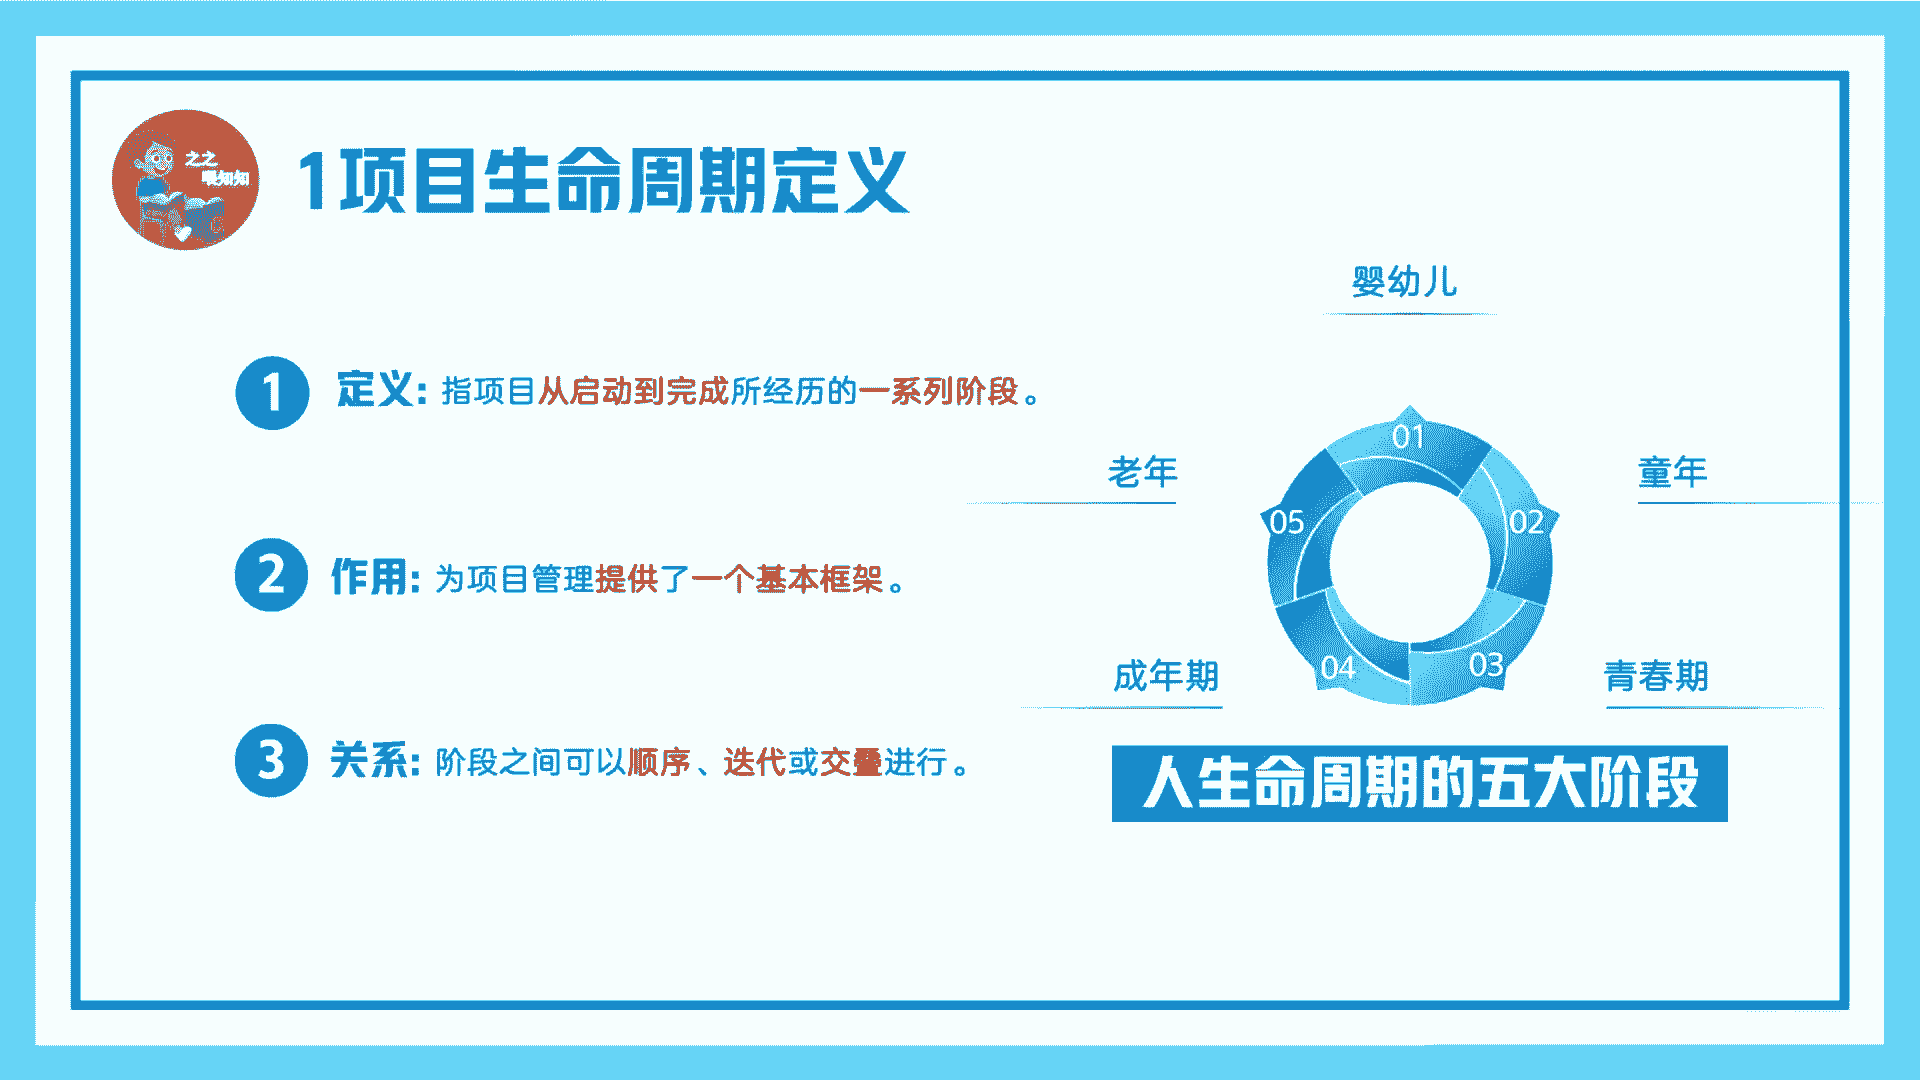 之之
喂知知
1项目生命周期定义
1 定义: 指项目从启动到完成所经历的一系列阶段。
2 作用: 为项目管理提供了一个基本框架。
3 关系: 阶段之间可以顺序、迭代或交叠进行。
婴幼儿
老年
童年
成年期
青春期
01
02
03
04
05
人生命周期的五大阶段